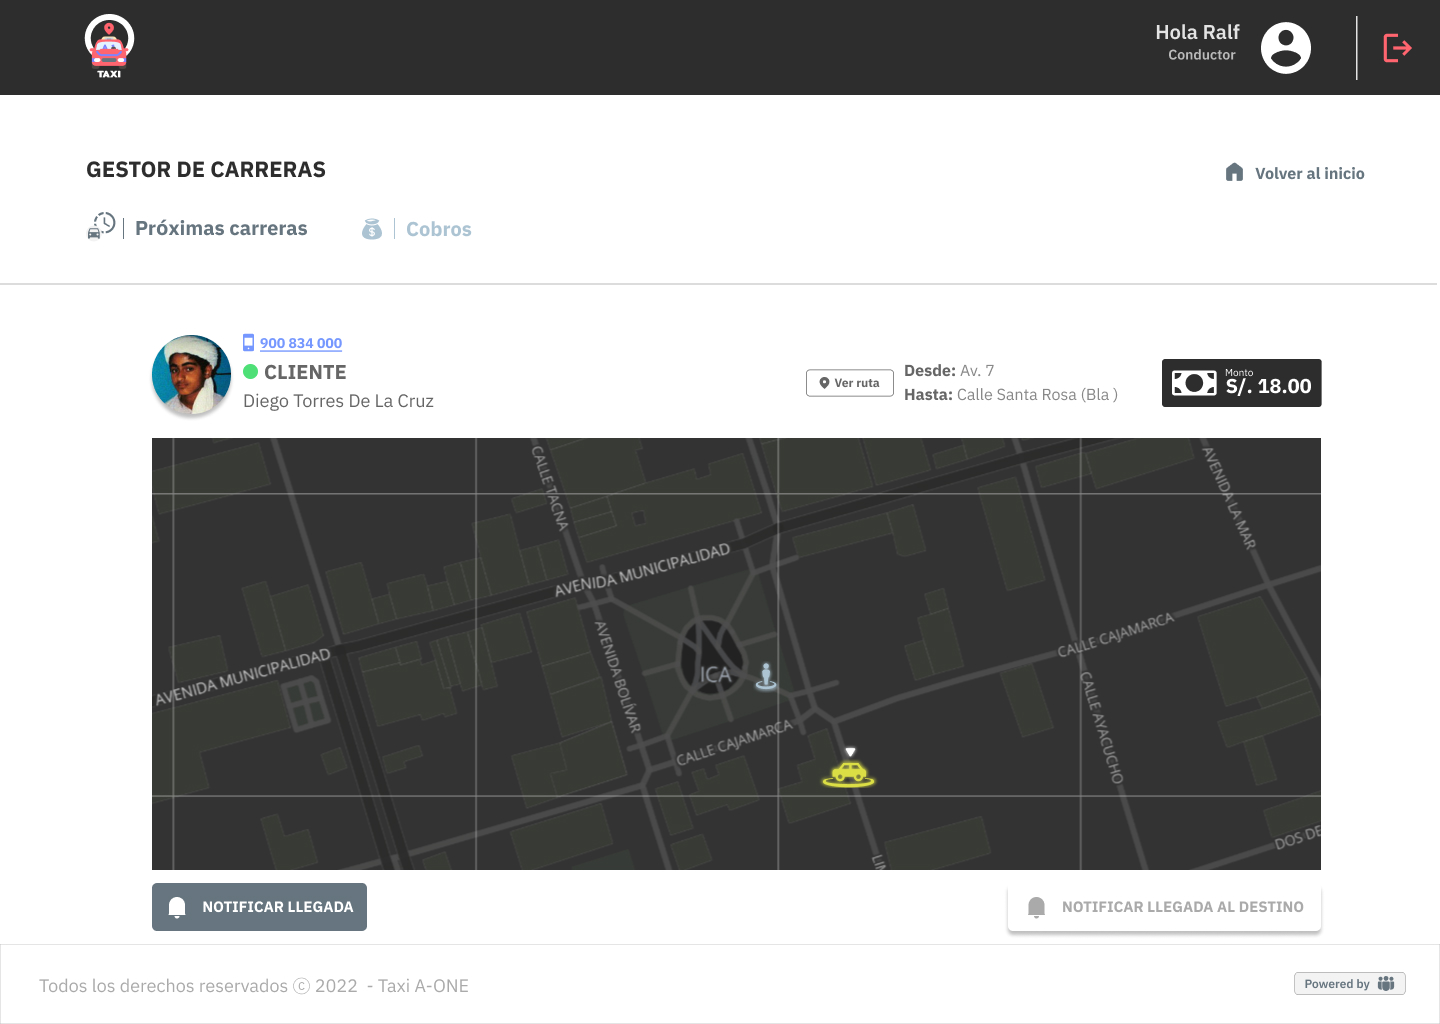 TAXI
Hola Ralf
Conductor
GESTOR DE CARRERAS
Volver al inicio
Próximas carreras
$
Cobros
900 834 000
CLIENTE
Diego Torres De La Cruz
Ver ruta
Desde: Av. 7
Hasta: Calle Santa Rosa (Bla )
Monto
S/. 18.00
CALLE TACNA
AVENIDA LA MAR
AVENIDA MUNICIPALIDAD
AVENIDA MUNICIPALIDAD
AVENIDA BOLÍVAR
ICA
CALLE CAJAMARCA
CALLE CAJAMARCA
CALLE AYACUCHO
DOS DE
LIM
NOTIFICAR LLEGADA
NOTIFICAR LLEGADA AL DESTINO
Todos los derechos reservados ⓒ 2022 - Taxi A-ONE
Powered by